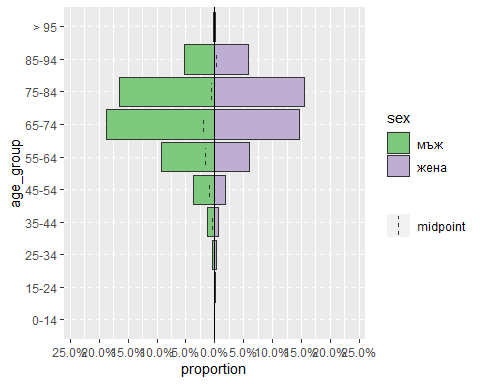 > 95
85-94
75-84
65-74
55-64
45-54
35-44
25-34
15-24
0-14
age_group
25.0% 20.0% 15.0% 10.0% 5.0% 0.0% 5.0% 10.0% 15.0% 20.0% 25.0%
proportion
sex
мъж
жена
midpoint